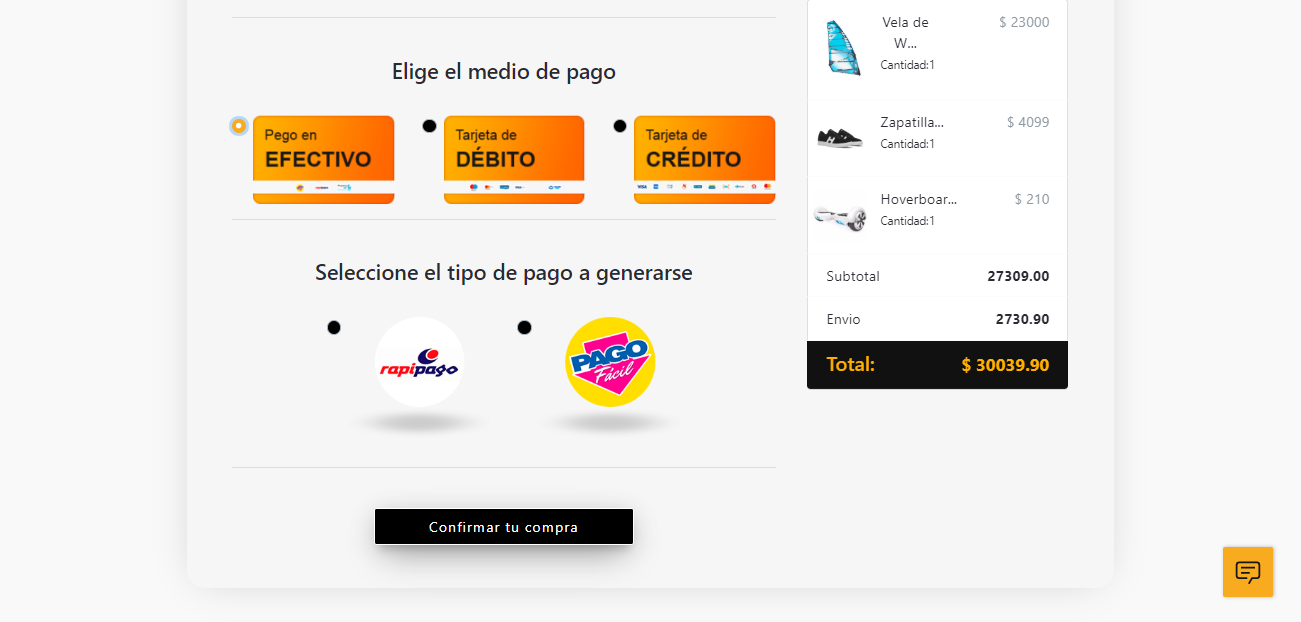 Elige el medio de pago
Pego en
EFECTIVO
Tarjeta de
DÉBITO
Tarjeta de
CRÉDITO
Seleccione el tipo de pago a generarse
rapipago
PAGO
Fácil
Confirmar tu compra
Vela de
W...
Cantidad:1
$ 23000
Zapatilla...
Cantidad:1
$ 4099
Hoverboar...
Cantidad:1
$ 210
Subtotal 27309.00
Envio 2730.90
Total: $ 30039.90